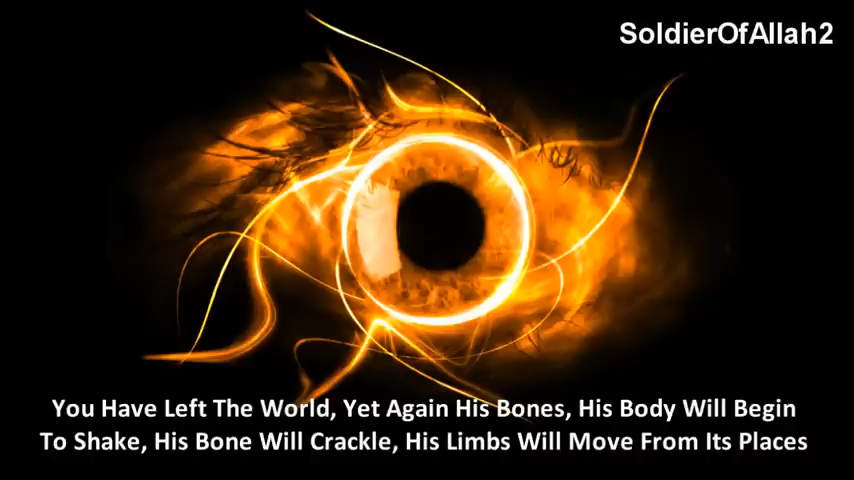 SoldierOfAllah2
You Have Left The World, Yet Again His Bones, His Body Will Begin
To Shake, His Bone Will Crackle, His Limbs Will Move From Its Places